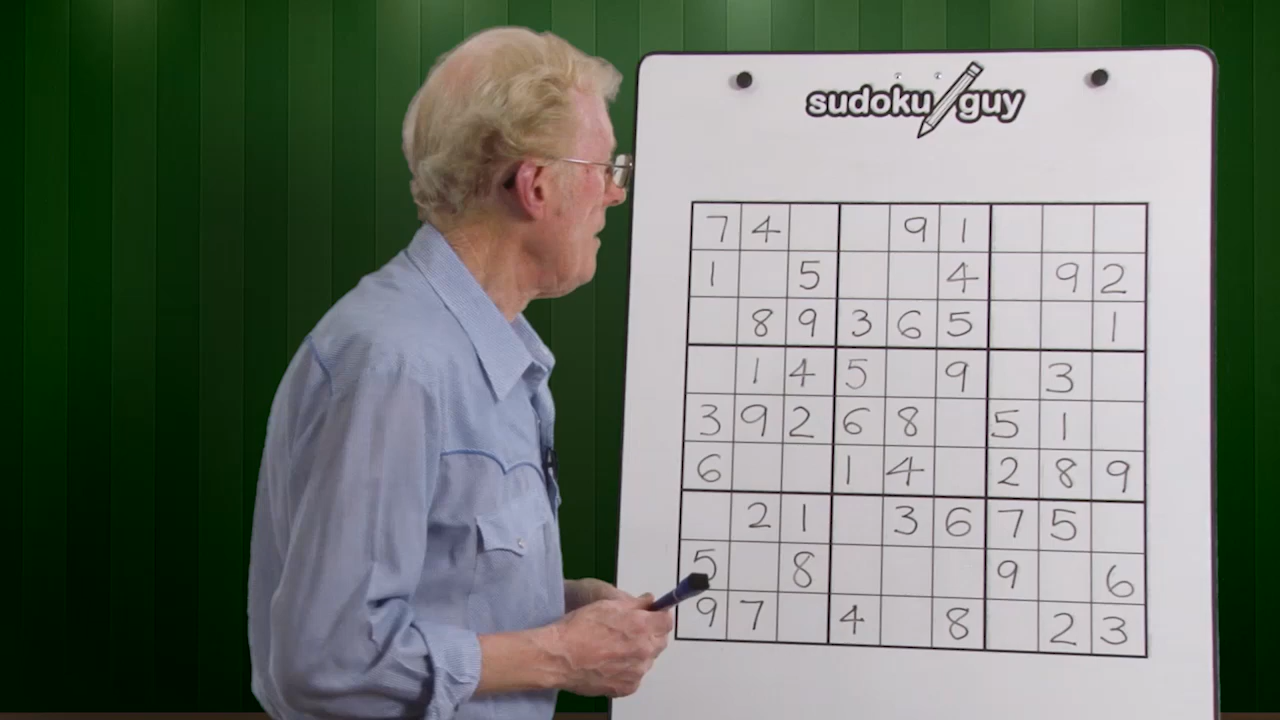 sudoku guy
7 4 9 1
1 5 4 9 2
8 9 3 6 5 1
1 4 5 9 3
3 9 2 6 8 5 1
6 1 4 2 8 9
2 1 3 6 7 5
5 8 9 6
9 7 4 8 2 3